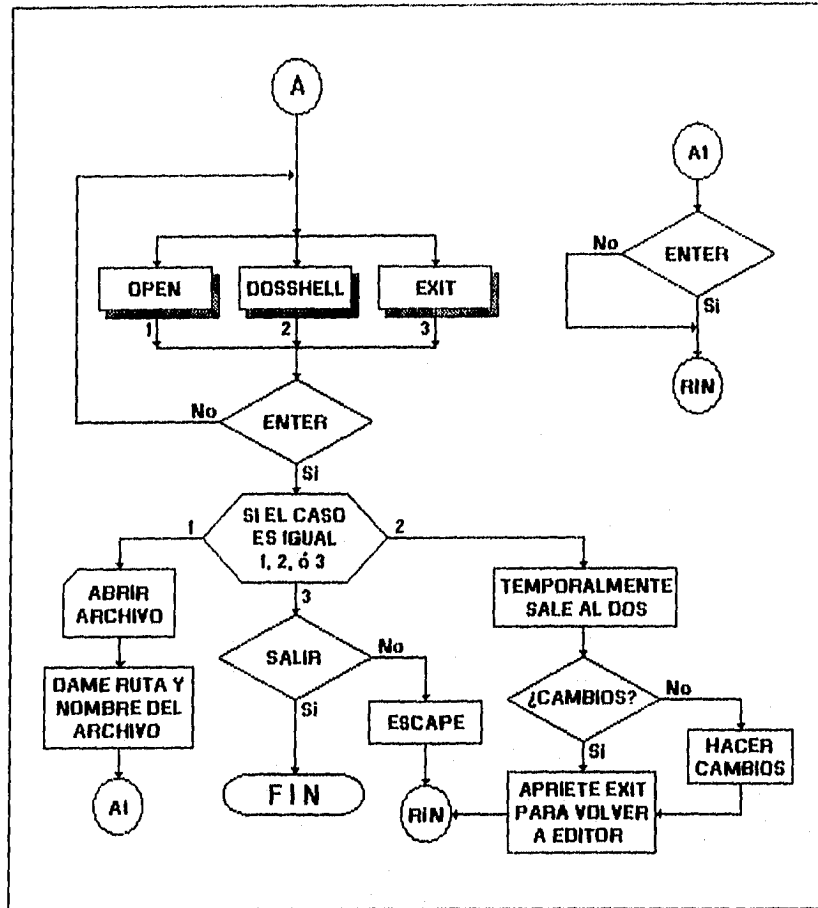 A
A1
No
ENTER
Si
RIN
OPEN
DOSSHELL
EXIT
1
2
3
No
ENTER
Si
SI EL CASO
ES IGUAL
1, 2, ó 3
1
2
3
ABRIR
ARCHIVO
DAME RUTA Y
NOMBRE DEL
ARCHIVO
A1
SALIR
No
Si
FIN
ESCAPE
RIN
TEMPORALMENTE
SALE AL DOS
¿CAMBIOS?
No
Si
HACER
CAMBIOS
APRIETE EXIT
PARA VOLVER
A EDITOR